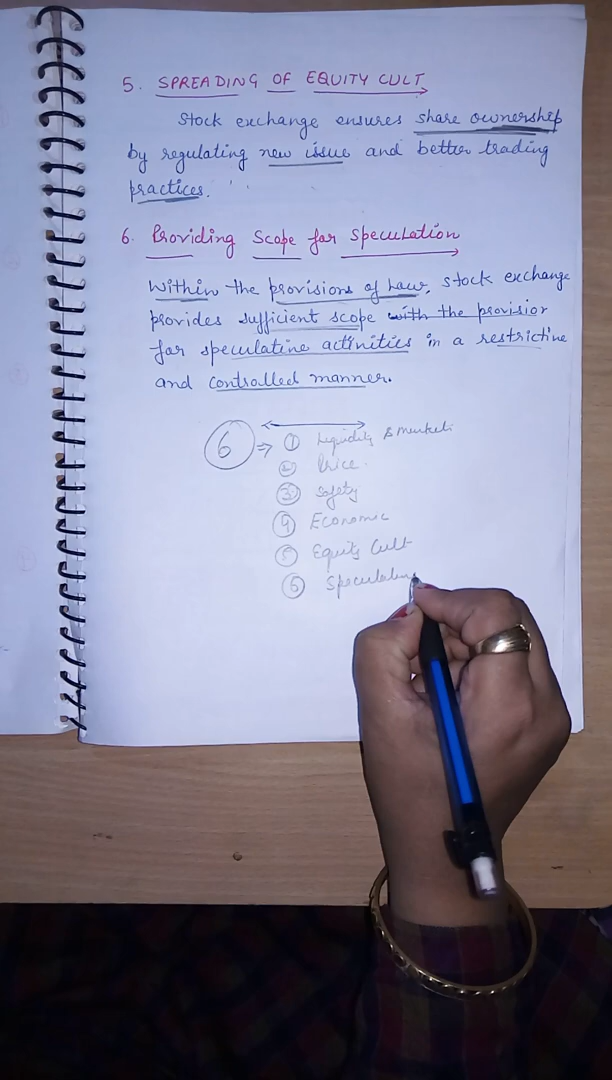 5. SPREADING OF EQUITY CULT
Stock exchange ensures share ownership
by regulating new issue and better trading
practices.
6. Providing Scope for Speculation
Within the provisions of Law, stock exchange
provides sufficient scope with the provision
for speculative activities in a restrictive
and controlled manner.
6 ⇒ ① Liquidity & market
② Price.
③ Safety
④ Economic
⑤ Equity Cult
⑥ Speculation